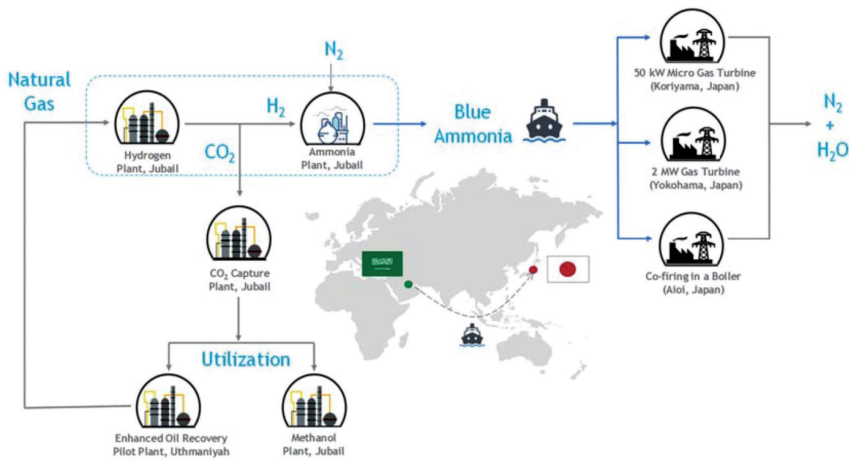 N₂
Natural
Gas
H₂
CO₂
Hydrogen
Plant, Jubail
Ammonia
Plant, Jubail
Blue
Ammonia
50 kW Micro Gas Turbine
(Koriyama, Japan)
2 MW Gas Turbine
(Yokohama, Japan)
Co-firing in a Boiler
(Aioi, Japan)
N₂
+
H₂O
CO₂ Capture
Plant, Jubail
Utilization
Enhanced Oil Recovery
Pilot Plant, Uthmaniyah
Methanol
Plant, Jubail